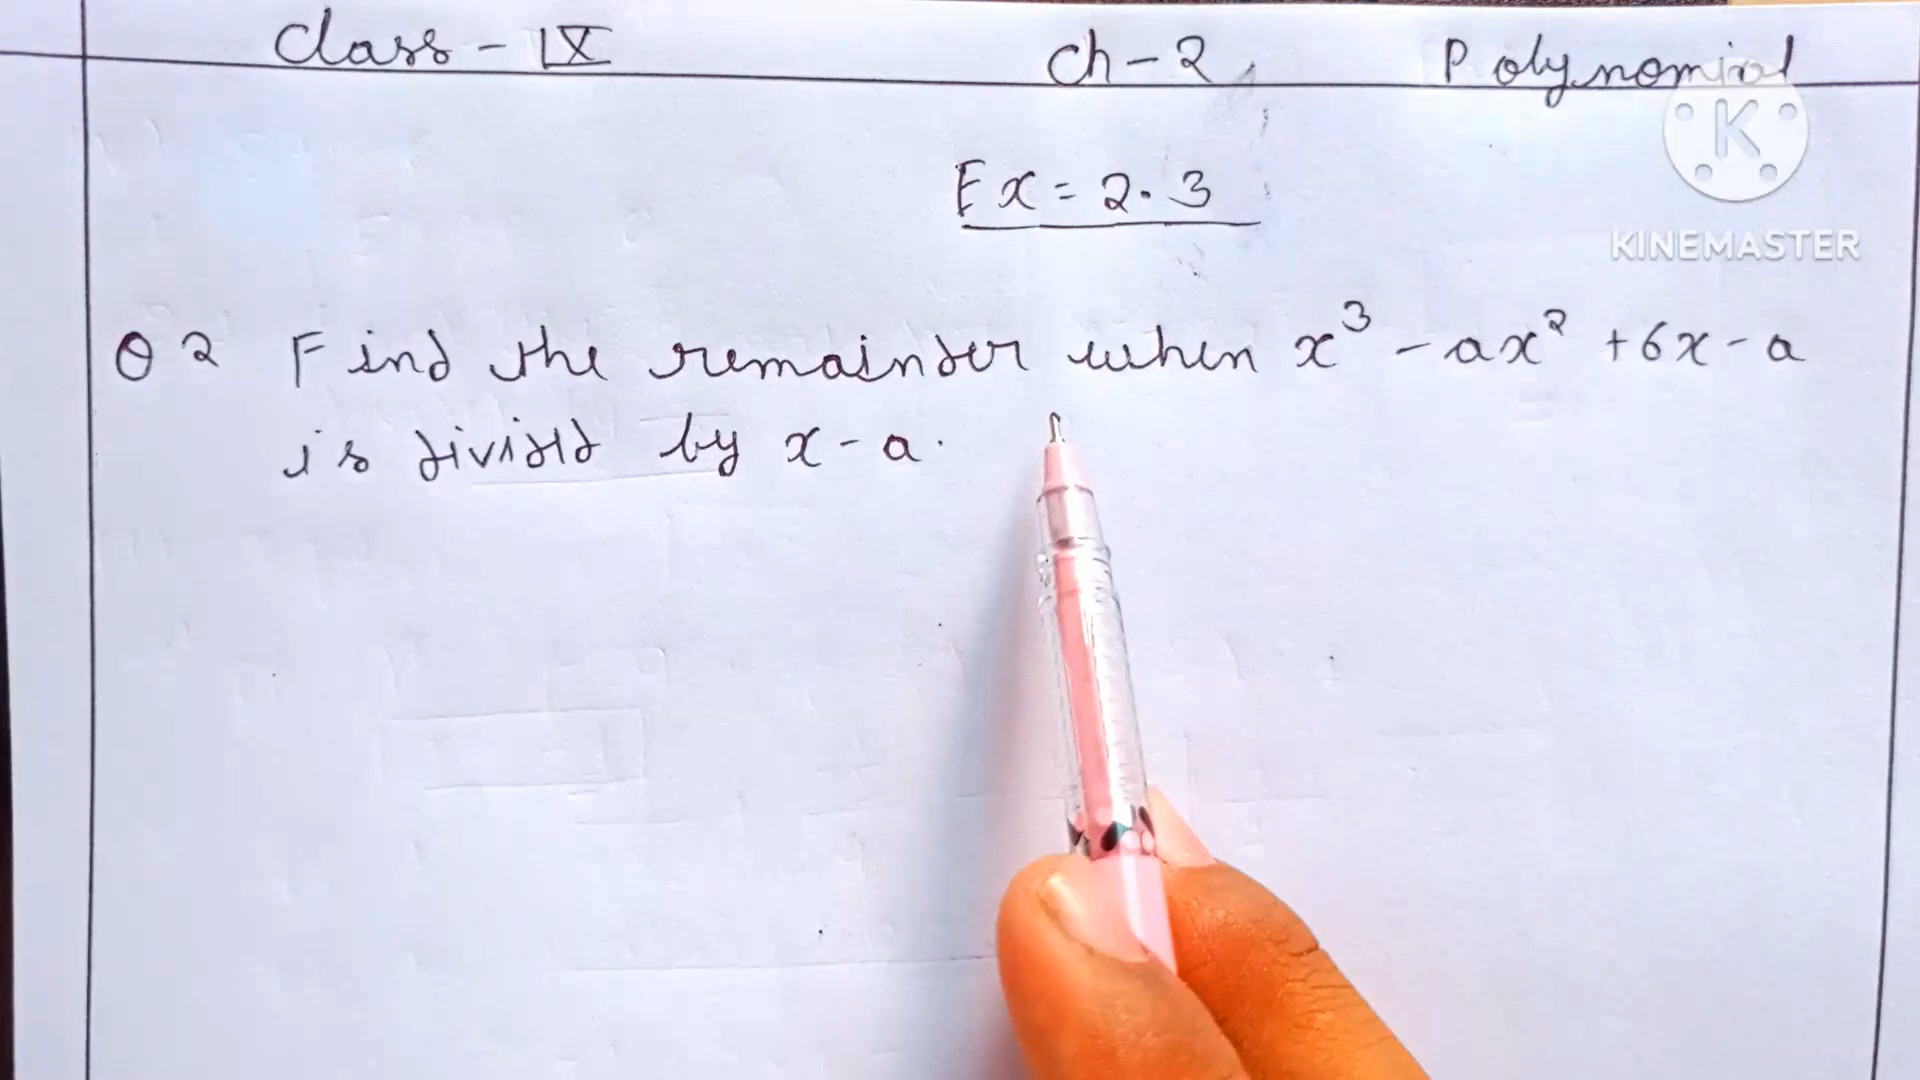 Class - IX Ch - 2, Polynomial
K
KINEMASTER
Ex = 2.3
Q 2 Find the remainder when x³ - ax² + 6x - a
is divided by x - a.